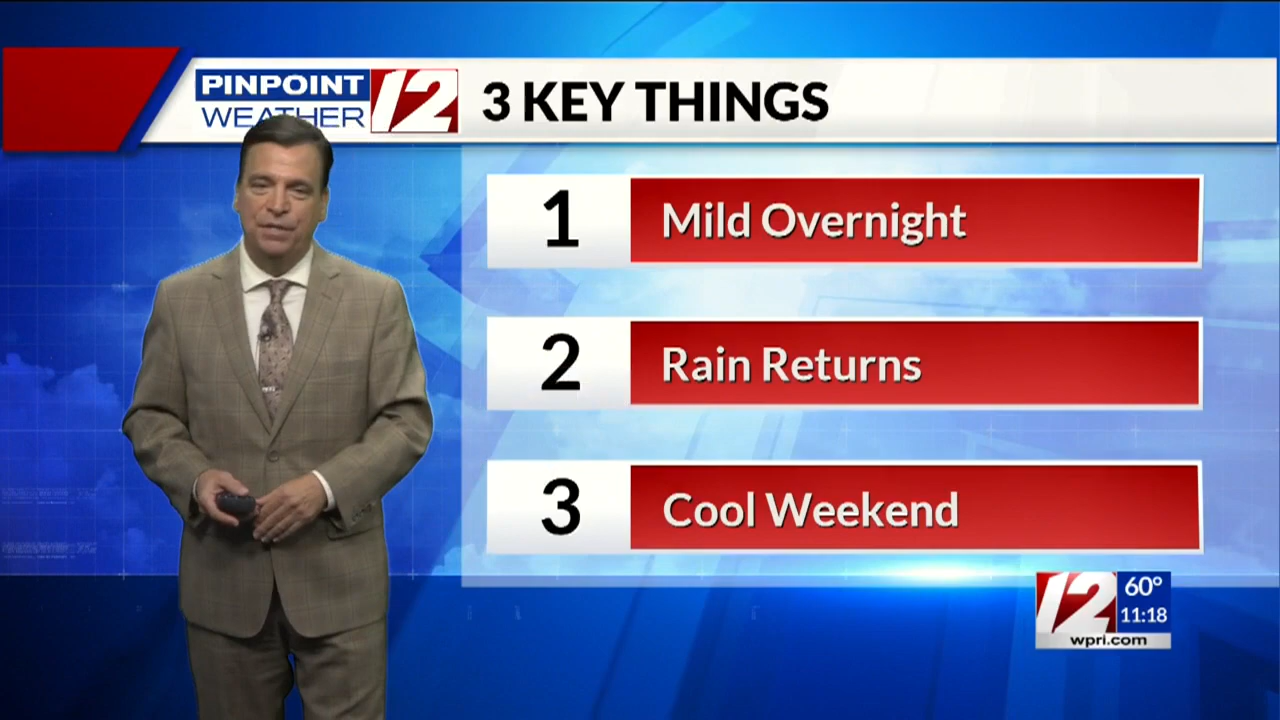 PINPOINT
WEATHER
12
3 KEY THINGS
1
Mild Overnight
2
Rain Returns
3
Cool Weekend
12
60°
11:18
wpri.com